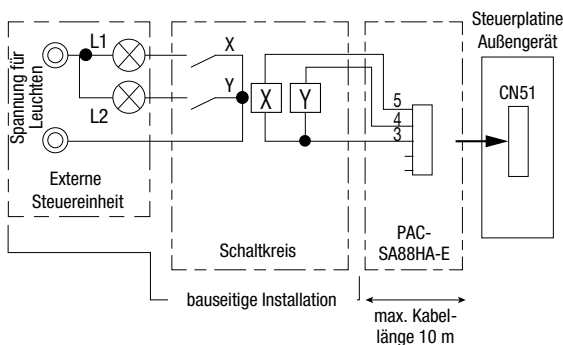 Steuerplatine
Außengerät
Spannung für
Leuchten
L1
L2
X
Y
X
Y
5
4
3
CN51
Externe
Steuereinheit
Schaltkreis
PAC-
SA88HA-E
bauseitige Installation
max. Kabel-
länge 10 m